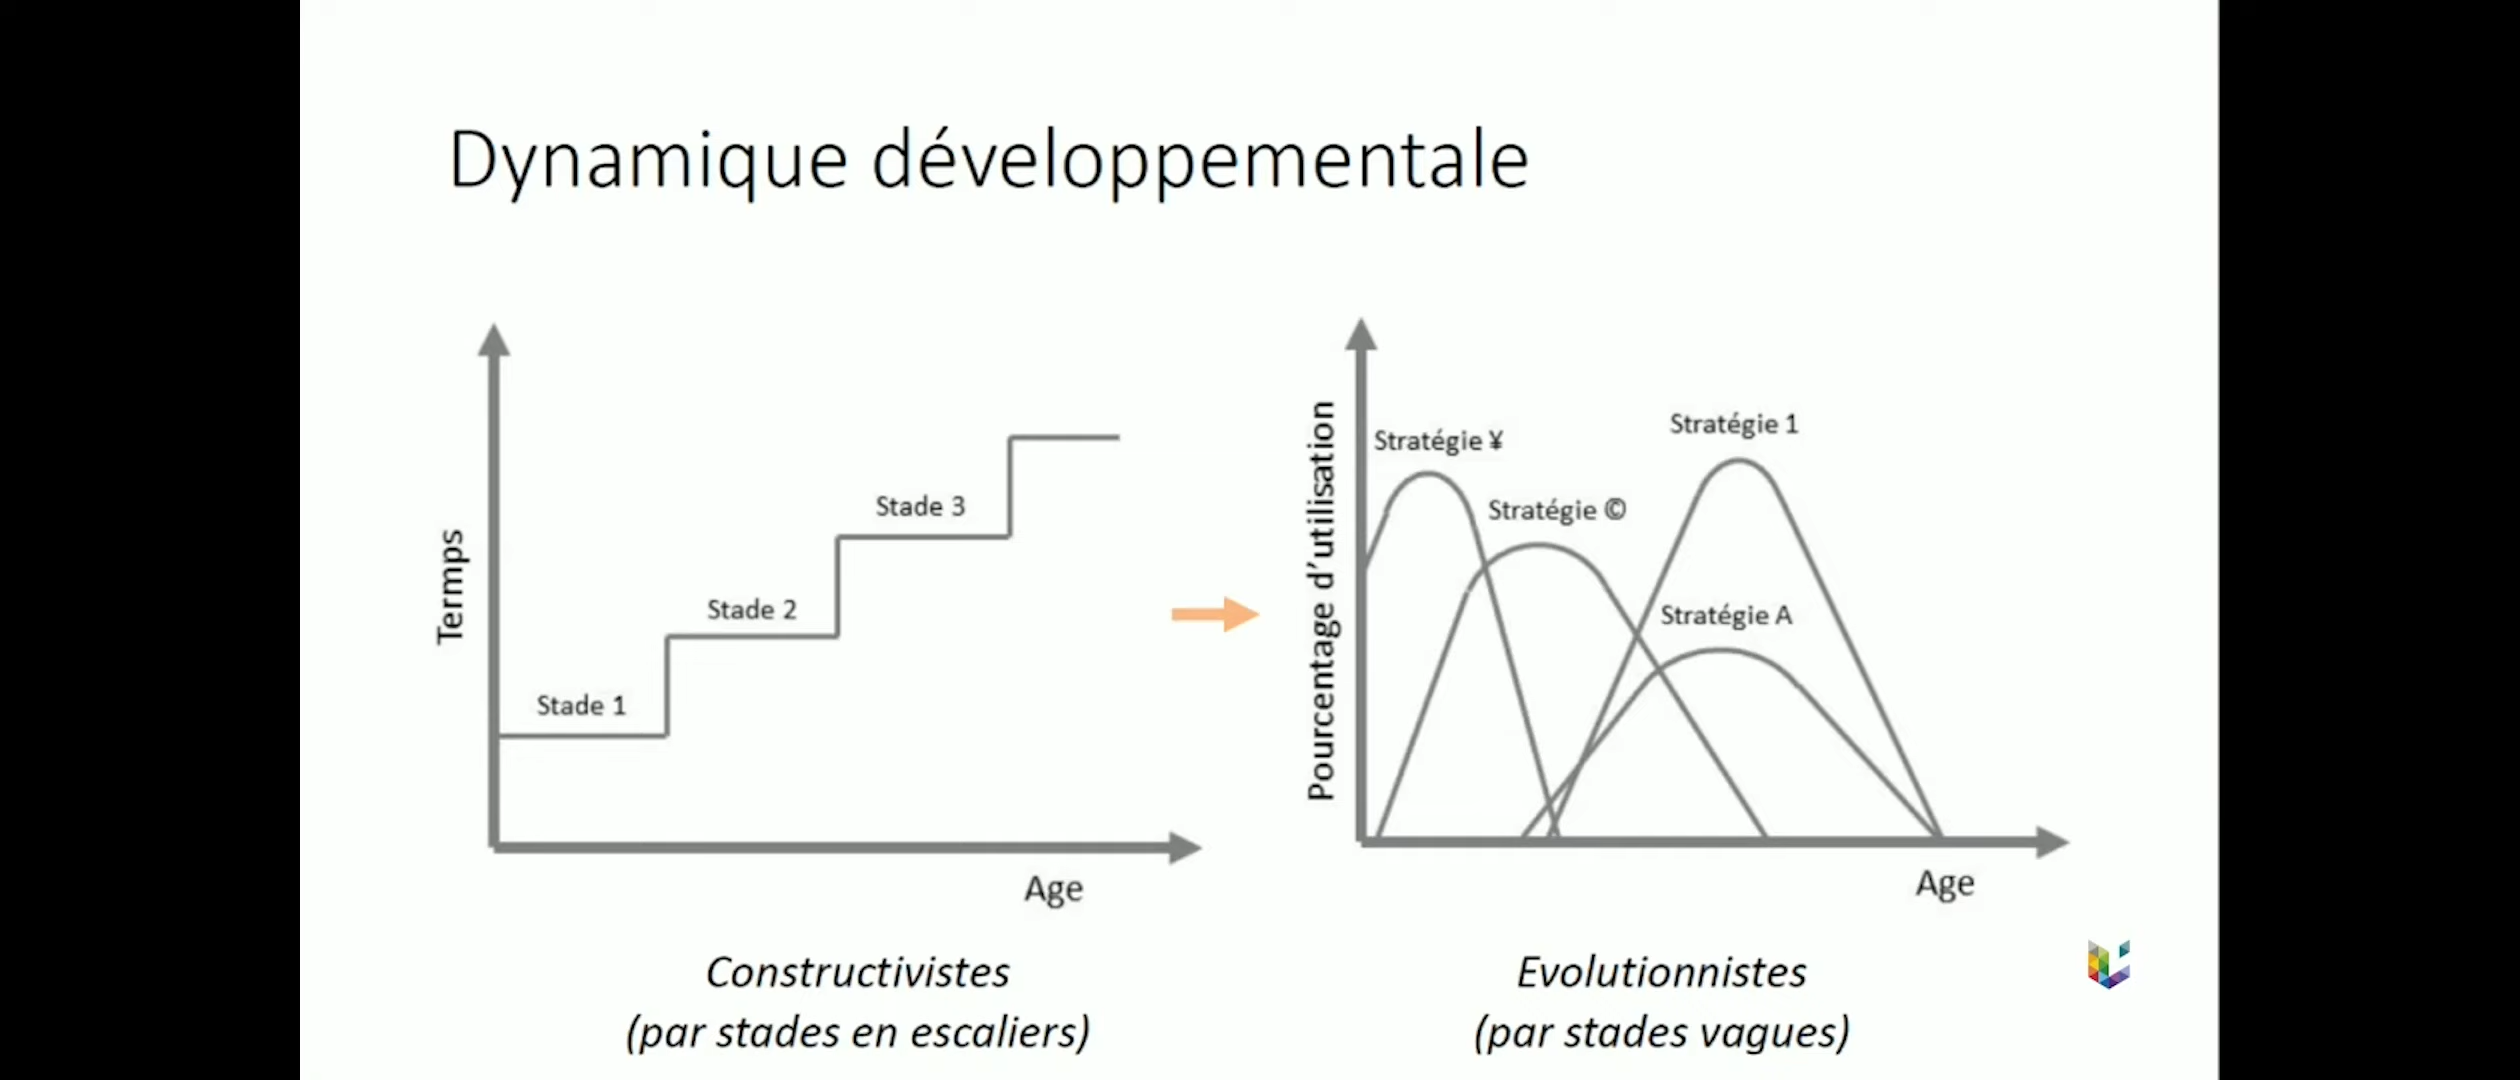 Dynamique développementale
Termps
Stade 1
Stade 2
Stade 3
Age
Constructivistes
(par stades en escaliers)
Pourcentage d'utilisation
Stratégie ¥
Stratégie ©
Stratégie 1
Stratégie A
Age
Evolutionnistes
(par stades vagues)